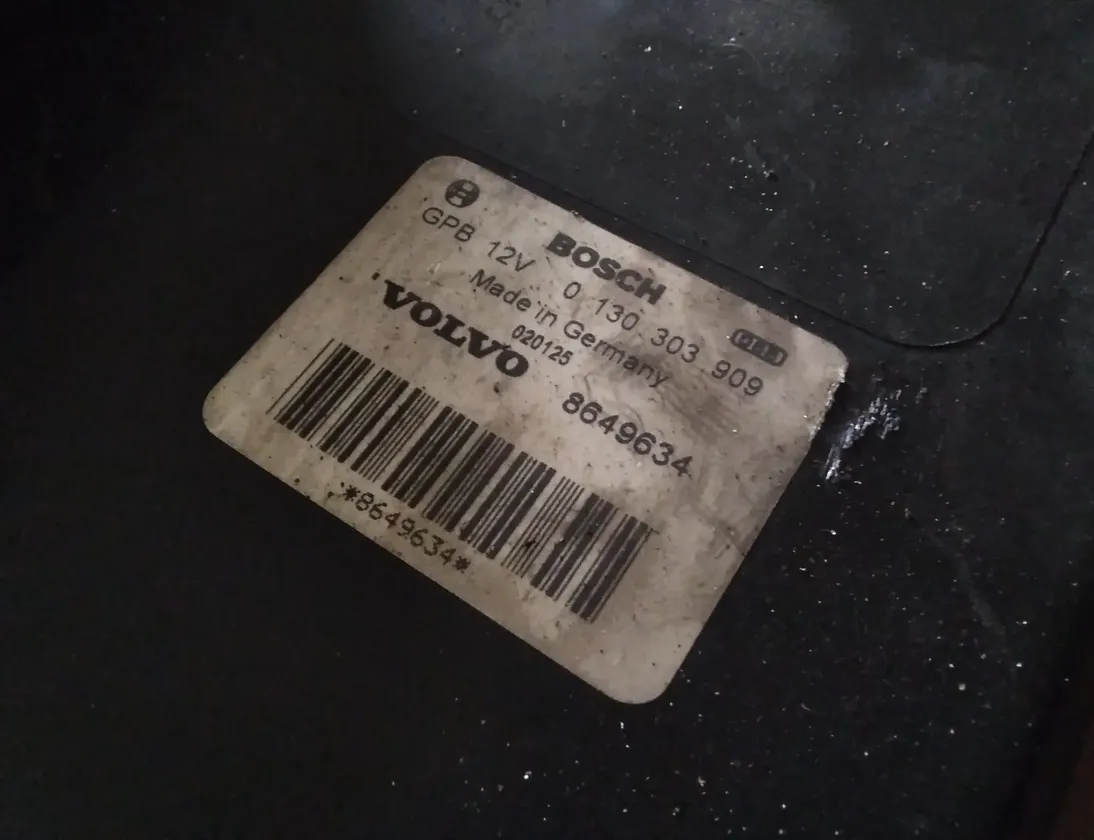 BOSCH
GPB 12V 0 130 303 909
Made in Germany
020125
VOLVO 8649634
*8649634*